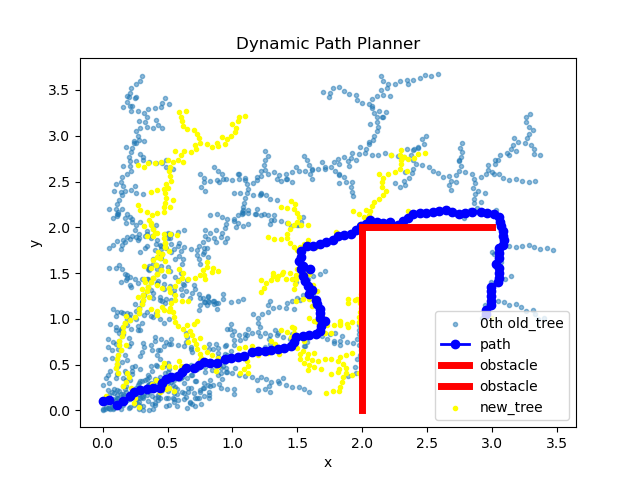 Dynamic Path Planner
y
3.5
3.0
2.5
2.0
1.5
1.0
0.5
0.0
0th old_tree
path
obstacle
obstacle
new_tree
0.0 0.5 1.0 1.5 2.0 2.5 3.0 3.5
x